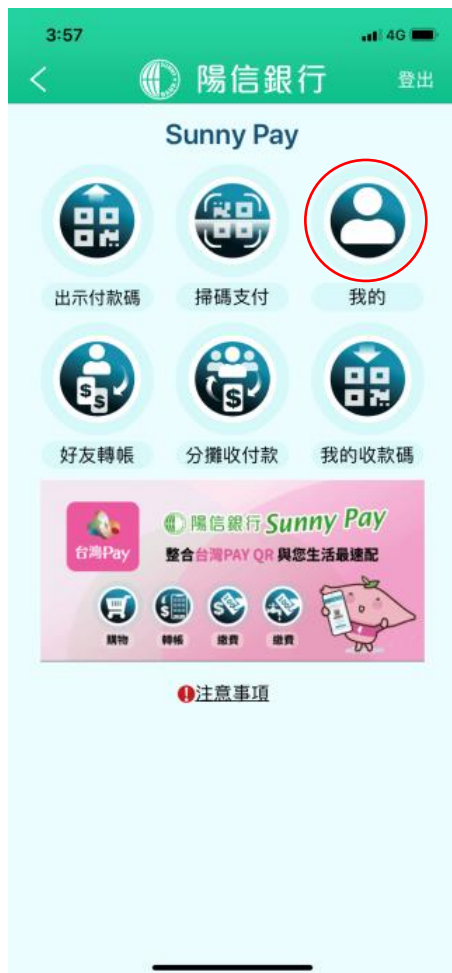 3:57
4G
陽信銀行
登出
Sunny Pay
出示付款碼
掃碼支付
我的
好友轉帳
分攤收付款
我的收款碼
台灣Pay
陽信銀行 Sunny Pay
整合台灣PAY QR 與您生活最速配
購物
轉帳
繳費
繳費
注意事項